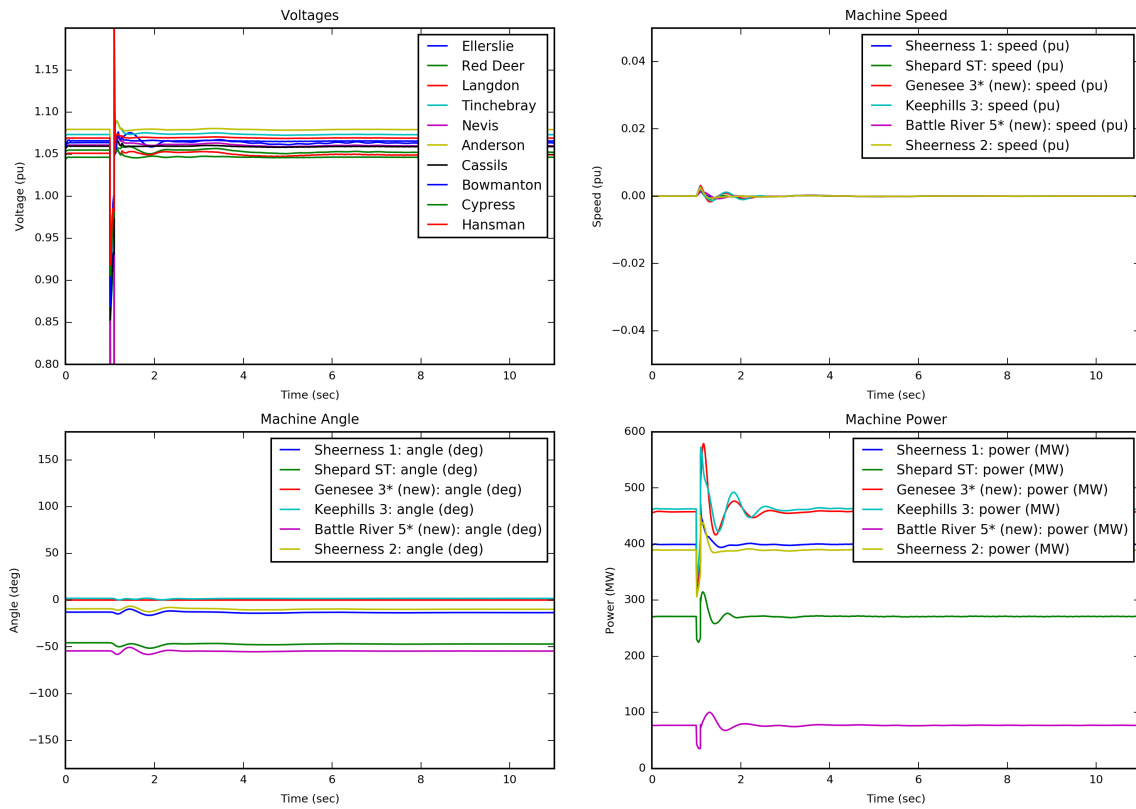 Voltages
Voltage (pu)
1.15
1.10
1.05
1.00
0.95
0.90
0.85
0.80
Ellerslie
Red Deer
Langdon
Tinchebray
Nevis
Anderson
Cassils
Bowmanton
Cypress
Hansman
0 2 4 6 8 10
Time (sec)
Machine Speed
Speed (pu)
0.04
0.02
0.00
−0.02
−0.04
Sheerness 1: speed (pu)
Shepard ST: speed (pu)
Genesee 3* (new): speed (pu)
Keephills 3: speed (pu)
Battle River 5* (new): speed (pu)
Sheerness 2: speed (pu)
0 2 4 6 8 10
Time (sec)
Machine Angle
Angle (deg)
150
100
50
0
−50
−100
−150
Sheerness 1: angle (deg)
Shepard ST: angle (deg)
Genesee 3* (new): angle (deg)
Keephills 3: angle (deg)
Battle River 5* (new): angle (deg)
Sheerness 2: angle (deg)
0 2 4 6 8 10
Time (sec)
Machine Power
Power (MW)
600
500
400
300
200
100
0
Sheerness 1: power (MW)
Shepard ST: power (MW)
Genesee 3* (new): power (MW)
Keephills 3: power (MW)
Battle River 5* (new): power (MW)
Sheerness 2: power (MW)
0 2 4 6 8 10
Time (sec)